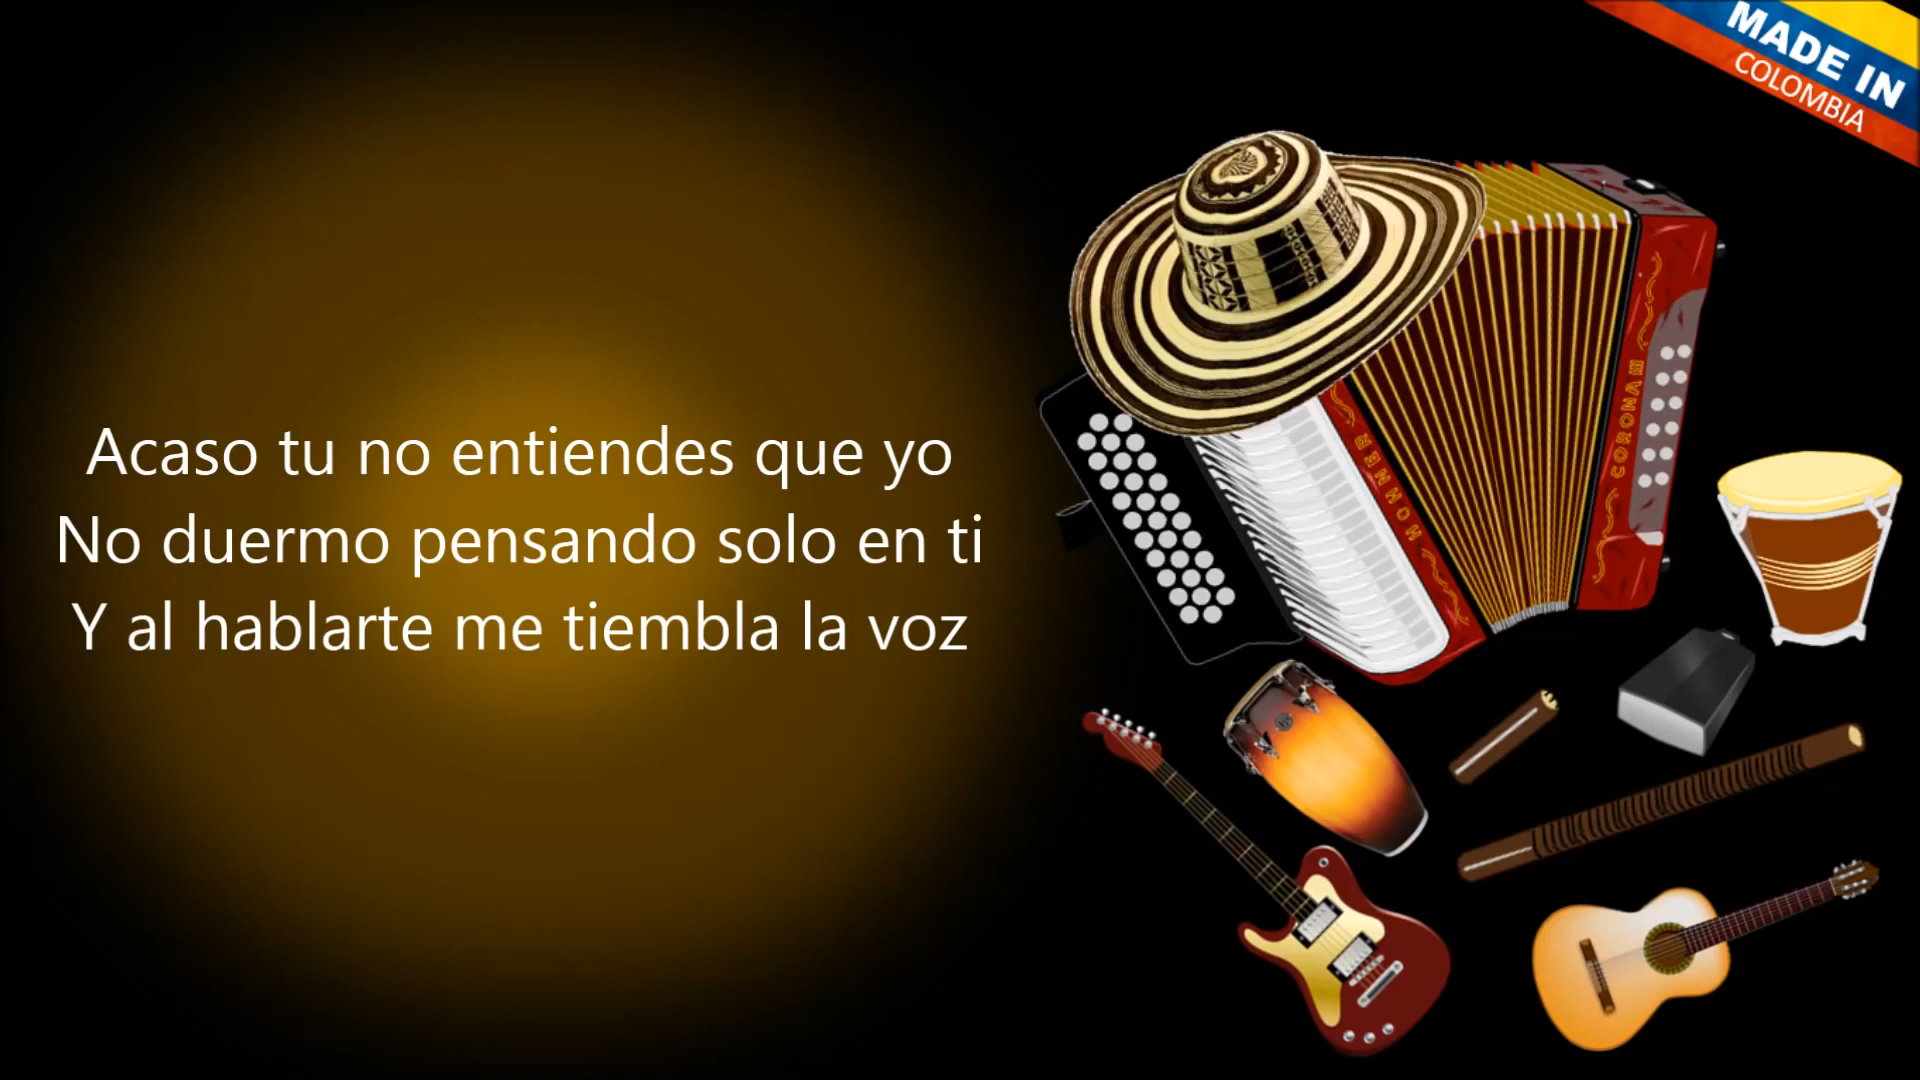 MADE IN
COLOMBIA
Acaso tu no entiendes que yo
No duermo pensando solo en ti
Y al hablarte me tiembla la voz
HOHNER
CORONA III